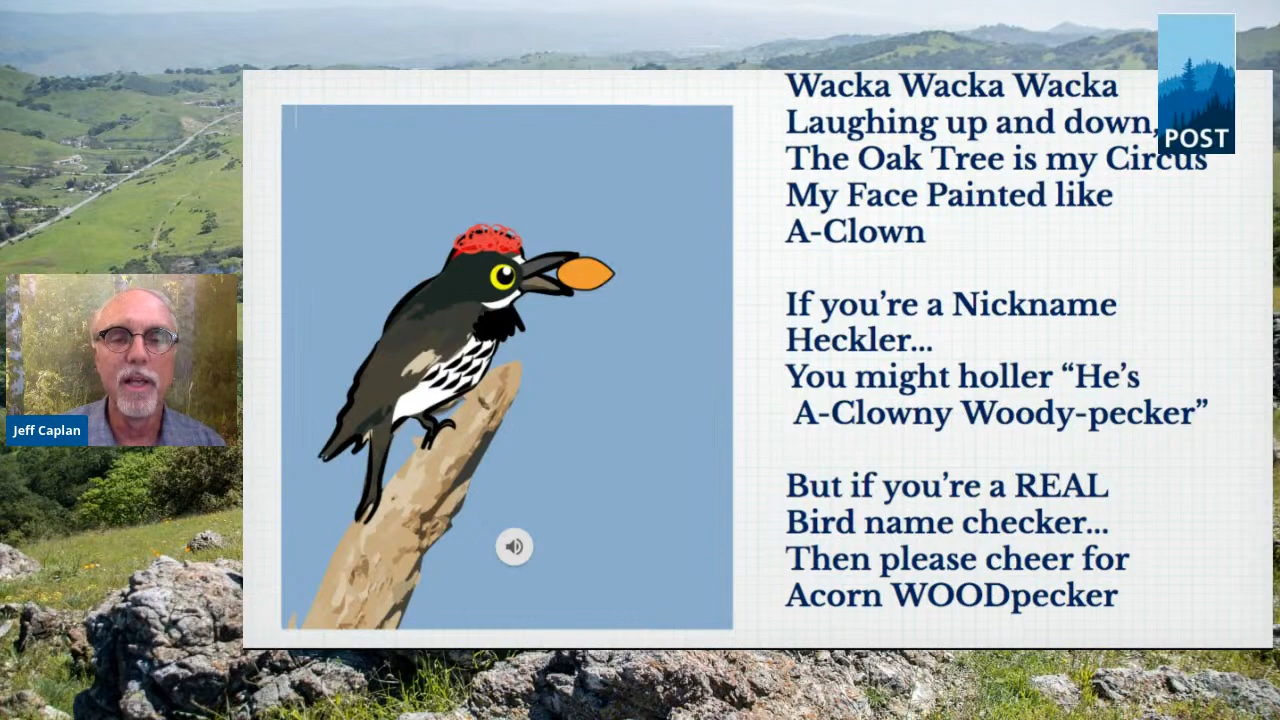 Wacka Wacka Wacka
Laughing up and down,
The Oak Tree is my Circus
My Face Painted like
A-Clown
If you're a Nickname
Heckler...
You might holler “He's
A-Clowny Woody-pecker”
But if you're a REAL
Bird name checker...
Then please cheer for
Acorn WOODpecker
POST
Jeff Caplan